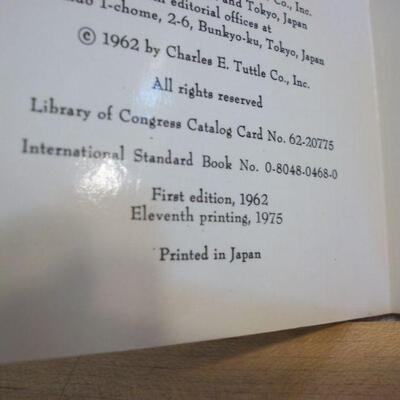 Co., Inc.
and Tokyo, Japan
editorial offices at
1-chome, 2-6, Bunkyo-ku, Tokyo, Japan
© 1962 by Charles E. Tuttle Co., Inc.
All rights reserved
Library of Congress Catalog Card No. 62-20775
International Standard Book No. 0-8048-0468-0
First edition, 1962
Eleventh printing, 1975
Printed in Japan